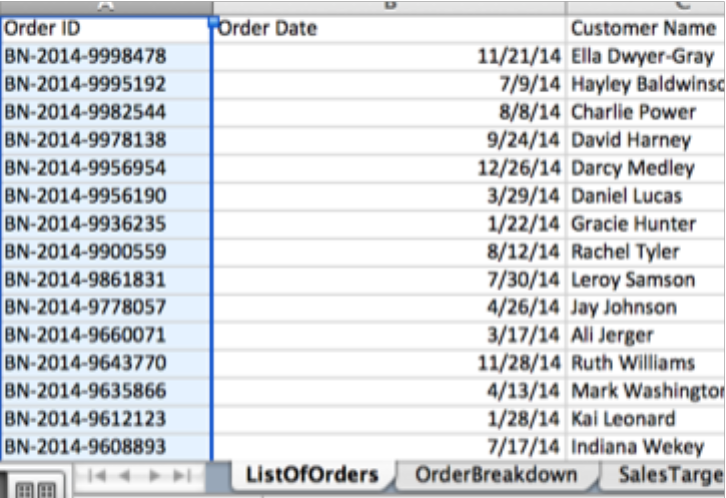 Order ID Order Date Customer Name
BN-2014-9998478 11/21/14 Ella Dwyer-Gray
BN-2014-9995192 7/9/14 Hayley Baldwinsc
BN-2014-9982544 8/8/14 Charlie Power
BN-2014-9978138 9/24/14 David Harney
BN-2014-9956954 12/26/14 Darcy Medley
BN-2014-9956190 3/29/14 Daniel Lucas
BN-2014-9936235 1/22/14 Gracie Hunter
BN-2014-9900559 8/12/14 Rachel Tyler
BN-2014-9861831 7/30/14 Leroy Samson
BN-2014-9778057 4/26/14 Jay Johnson
BN-2014-9660071 3/17/14 Ali Jerger
BN-2014-9643770 11/28/14 Ruth Williams
BN-2014-9635866 4/13/14 Mark Washingtor
BN-2014-9612123 1/28/14 Kai Leonard
BN-2014-9608893 7/17/14 Indiana Wekey
ListOfOrders OrderBreakdown SalesTarge